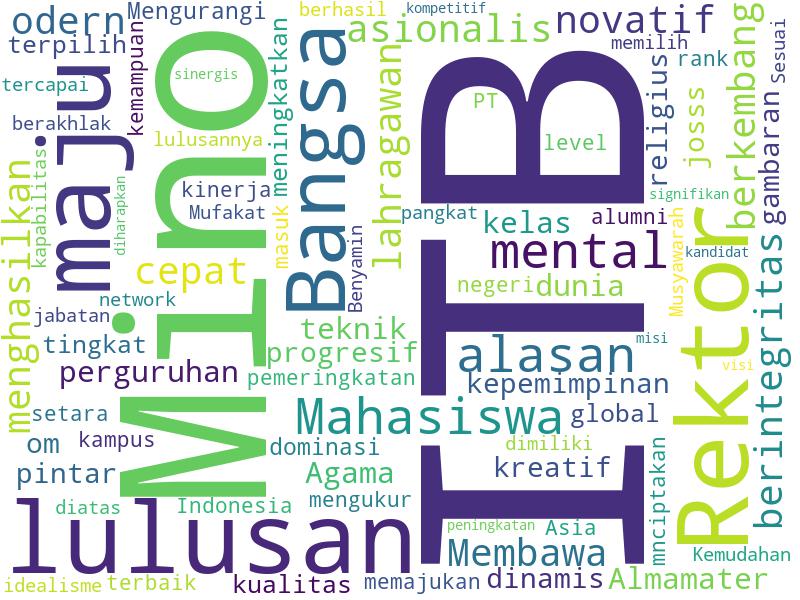 odern
Mengurangi
berhasil
kompetitif
asionalis
novatif
memilih
rank
Sesuai
terpilih
tercapai
berakhlak
maju
kemampuan
Mino
sinergis
lulusannya
meningkatkan
Bangsa
lahragawan
ITB
PT
level
religius
josss
berkembang
gambaran
signifikan
kapabilitas
menghasilkan
diharapkan
kinerja
Mufakat
masuk
pangkat
kelas
alumni
Musyawarah
kandidat
Rektor
berintegritas
cepat
Benyamin
mental
negeri
dunia
network
jabatan
tingkat
teknik
progresif
pemeringkatan
alasan
misi
visi
perguruhan
kepemimpinan
setara
om
kampus
Mahasiswa
global
dominasi
dimiliki
pintar
Agama
kreatif
mnciptakan
diatas
Indonesia
mengukur
lulusan
peningkatan
Asia
Membawa
Kemudahan
idealisme
terbaik
kualitas
memajukan
dinamis
Almamater